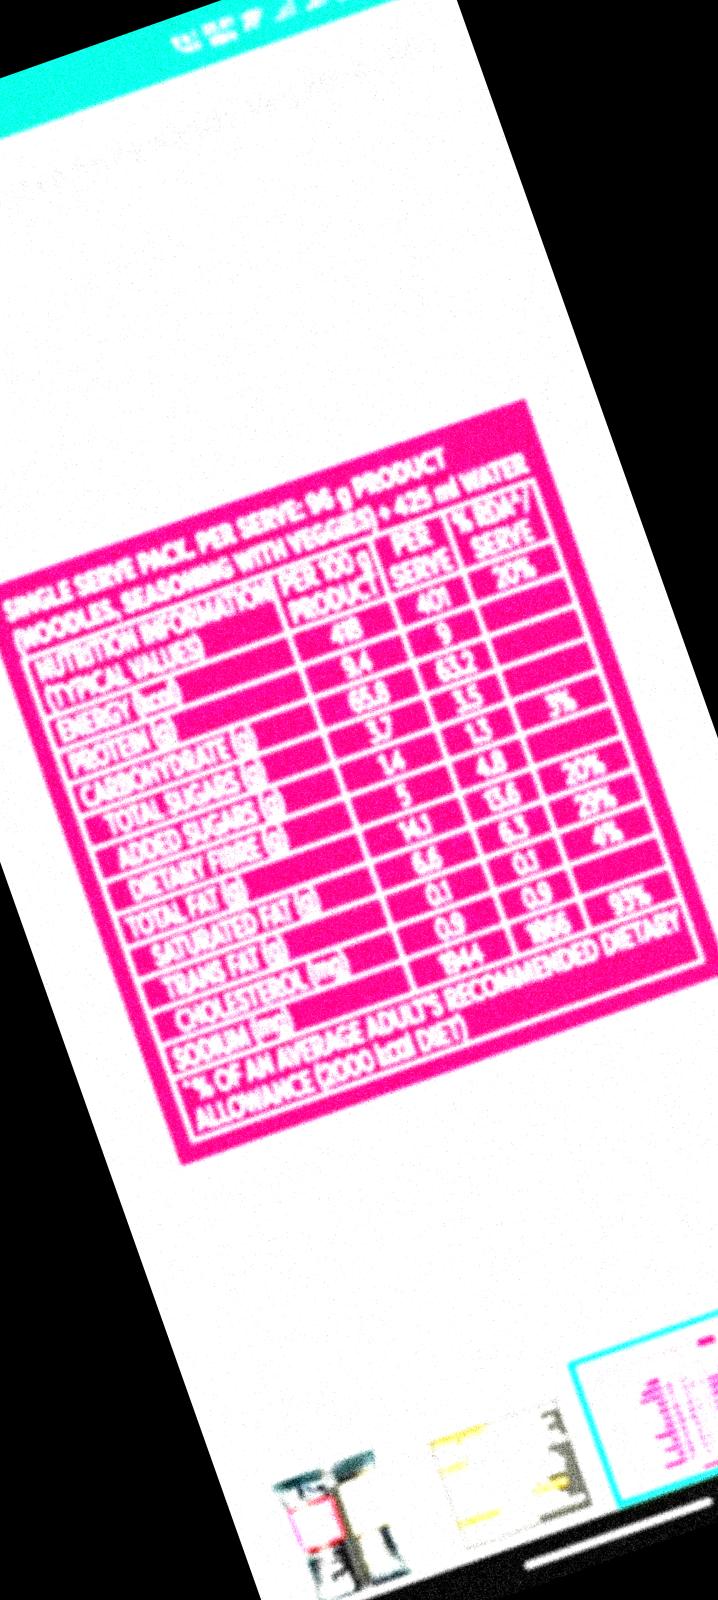 SINGLE SERVE PACK. PER SERVE: 96 g PRODUCT
(NOODLES, SEASONING WITH VEGGIES) + 425 ml WATER
NUTRITION INFORMATION (TYPICAL VALUES) PER 100 g PRODUCT PER SERVE % RDA*/ SERVE
ENERGY (kcal) 418 401 20%
PROTEIN (g) 9.4 9
CARBOHYDRATE (g) 65.8 63.2
TOTAL SUGARS (g) 3.7 3.5
ADDED SUGARS (g) 1.4 1.3 3%
DIETARY FIBRE (g) 5 4.8
TOTAL FAT (g) 14.1 13.6 20%
SATURATED FAT (g) 6.6 6.3 29%
TRANS FAT (g) 0.1 0.1 4%
CHOLESTEROL (mg) 0.9 0.9
SODIUM (mg) 1944 1866 93%
*% OF AN AVERAGE ADULT'S RECOMMENDED DIETARY
ALLOWANCE (2000 kcal DIET)